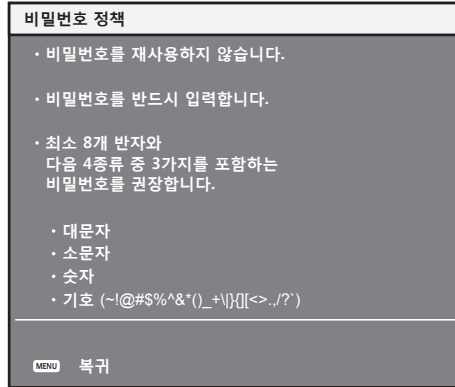 비밀번호 정책
・비밀번호를 재사용하지 않습니다.
・비밀번호를 반드시 입력합니다.
・최소 8개 반자와
다음 4종류 중 3가지를 포함하는
비밀번호를 권장합니다.
・대문자
・소문자
・숫자
・기호 (~!@#$%^&*()_+\|}{][<>.,/?`)
MENU 복귀